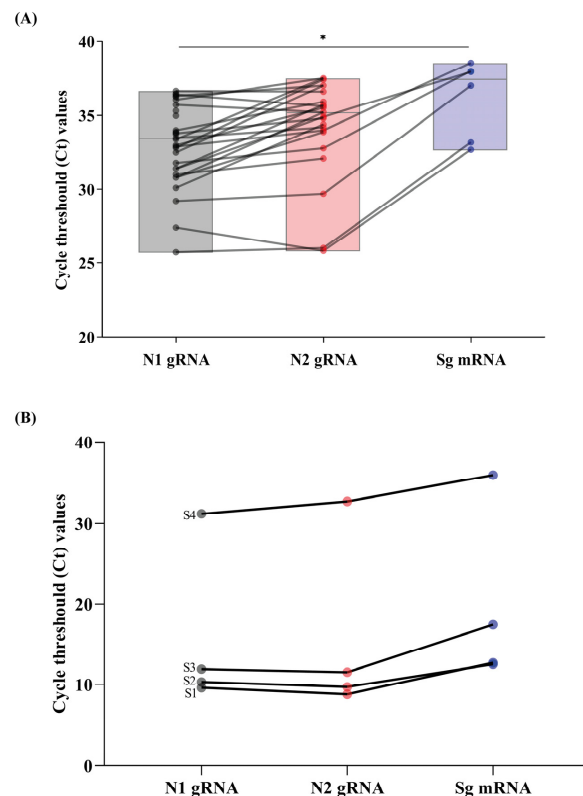 (A)
*
40
35
30
25
20
Cycle threshould (Ct) values
N1 gRNA
N2 gRNA
Sg mRNA
(B)
40
30
20
10
0
Cycle threshould (Ct) values
S4
S3
S2
S1
N1 gRNA
N2 gRNA
Sg mRNA